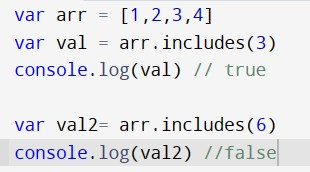 var arr = [1,2,3,4]
var val = arr.includes(3)
console.log(val) // true
var val2= arr.includes(6)
console.log(val2) //false